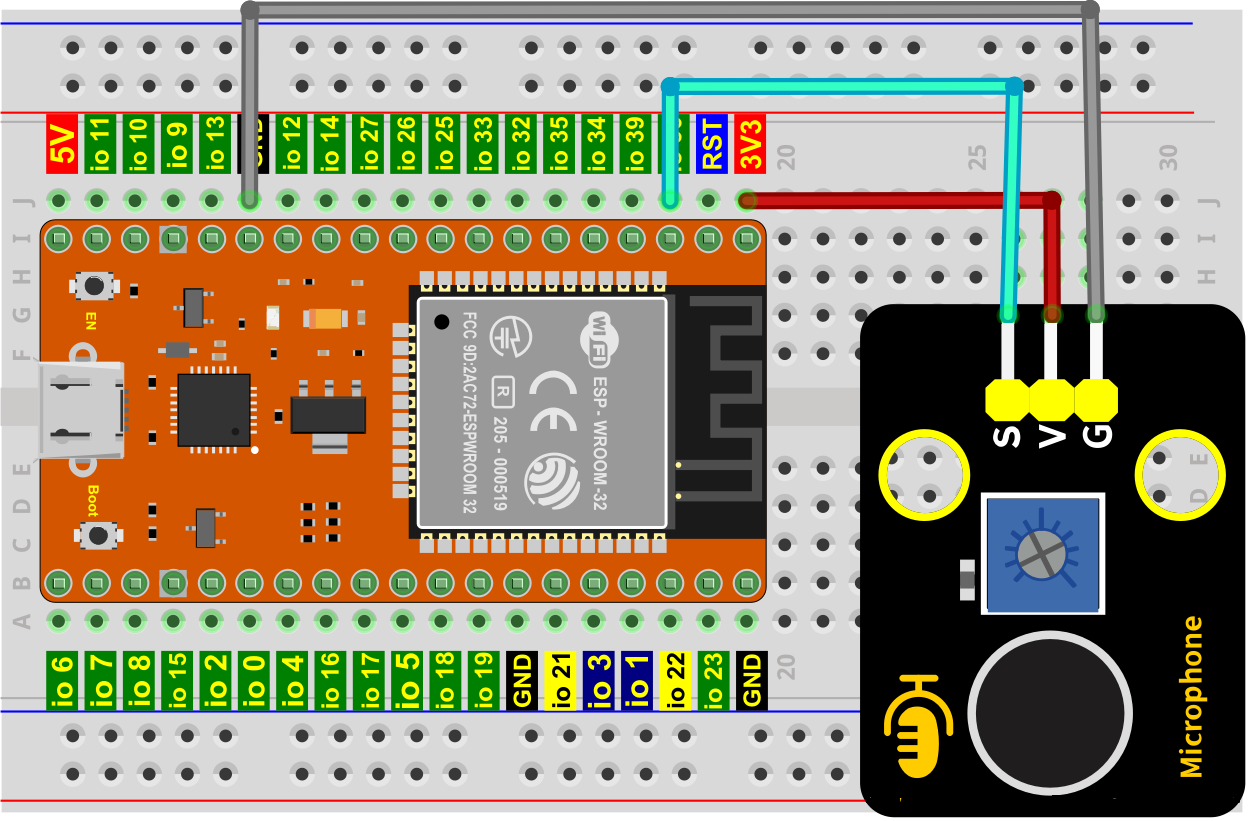 5V
io 11
io 10
io 9
io 13
GND
io 12
io 14
io 27
io 26
io 25
io 33
io 32
io 35
io 34
io 39
RST
3V3
20
25
30
J
I
H
G
F
E
D
C
B
A
J
I
H
E
D
EN
Boot
FCC 9D:2AC72-ESPWROOM 32
R
205 - 000519
CE
WiFi
ESP - WROOM -32
S
V
G
Microphone
io 6
io 7
io 8
io 15
io 2
io 0
io 4
io 16
io 17
io 5
io 18
io 19
GND
io 21
io 3
io 1
io 22
io 23
GND
20